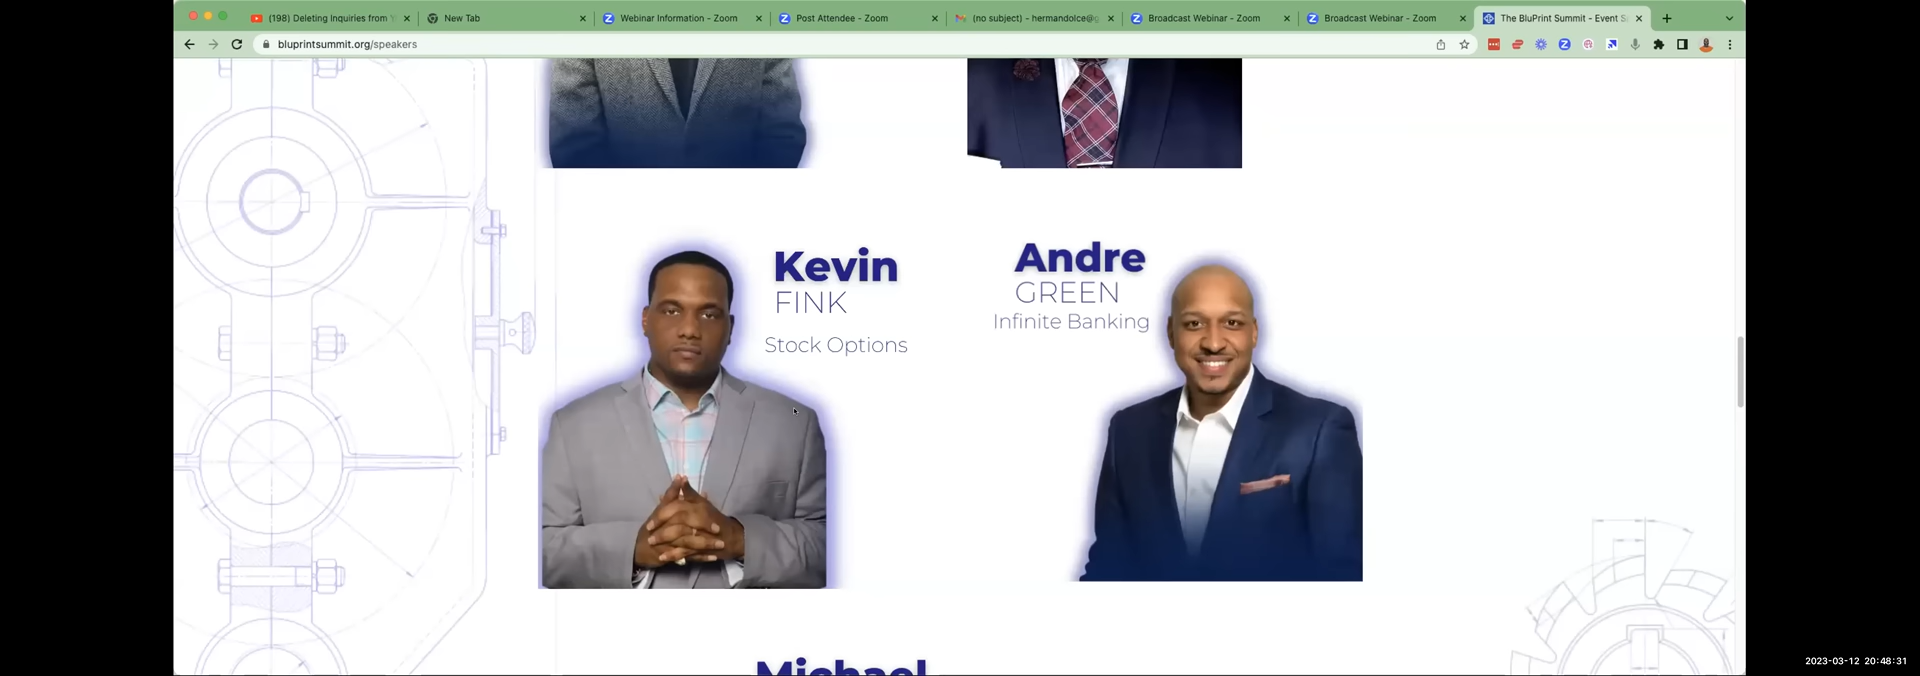 (198) Deleting Inquiries from Y
New Tab
Webinar Information - Zoom
Post Attendee - Zoom
(no subject) - hermandolce@g
Broadcast Webinar - Zoom
Broadcast Webinar - Zoom
The BluPrint Summit - Event S
bluprintsummit.org/speakers
Kevin
FINK
Stock Options
Andre
GREEN
Infinite Banking
Michael
2023-03-12 20:48:31